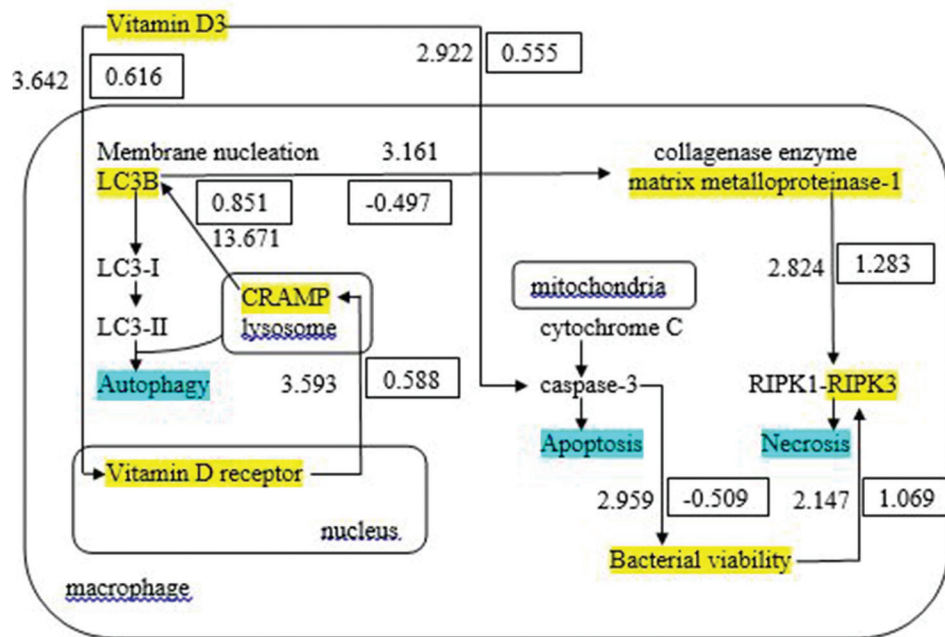 Vitamin D3
3.642 0.616
2.922 0.555
Membrane nucleation
LC3B
3.161
-0.497
collagenase enzyme
matrix metalloproteinase-1
0.851
13.671
2.824 1.283
LC3-I
LC3-II
Autophagy
CRAMP
lysosome
3.593 0.588
mitochondria
cytochrome C
caspase-3
Apoptosis
RIPK1-RIPK3
Necrosis
Vitamin D receptor
nucleus
2.959 -0.509
2.147 1.069
Bacterial viability
macrophage